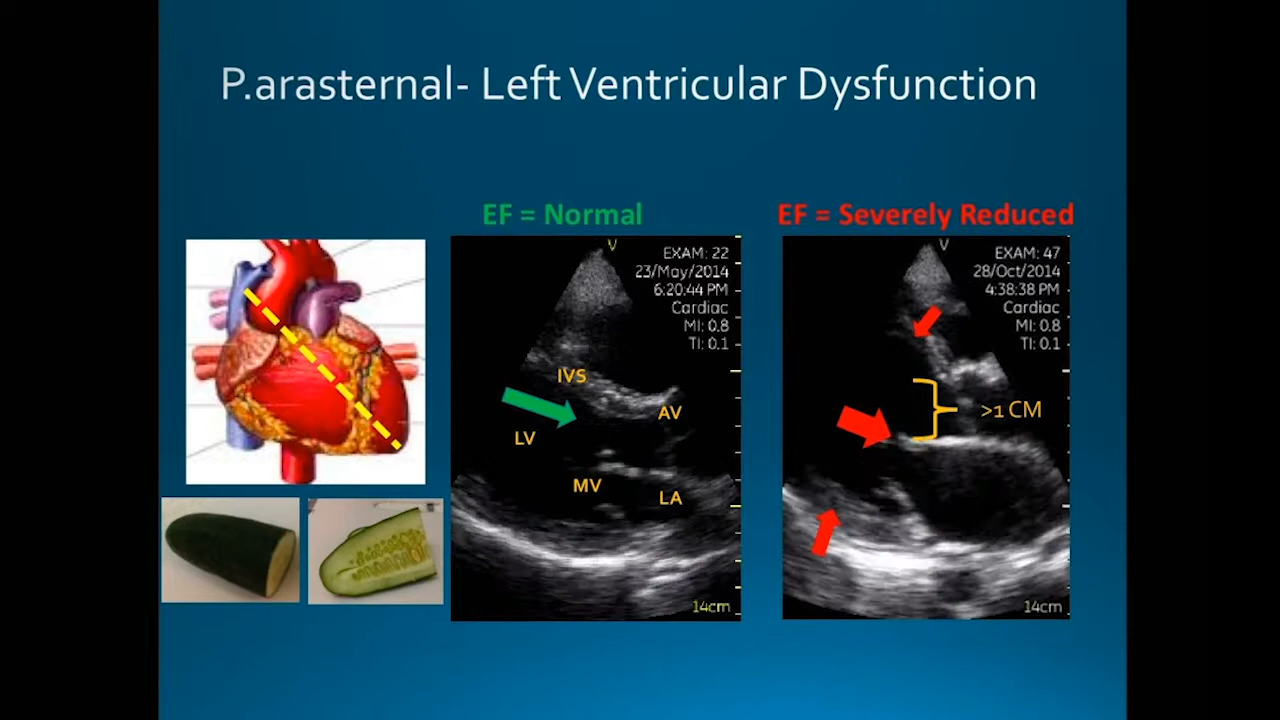 P.arasternal- Left Ventricular Dysfunction
EF = Normal
EF = Severely Reduced
V
EXAM: 22
23/May/2014
6:20:44 PM
Cardiac
MI: 0.8
TI: 0.1
IVS
AV
LV
MV
LA
14cm
V
EXAM: 47
28/Oct/2014
4:38:38 PM
Cardiac
MI: 0.8
TI: 0.1
>1 CM
14cm